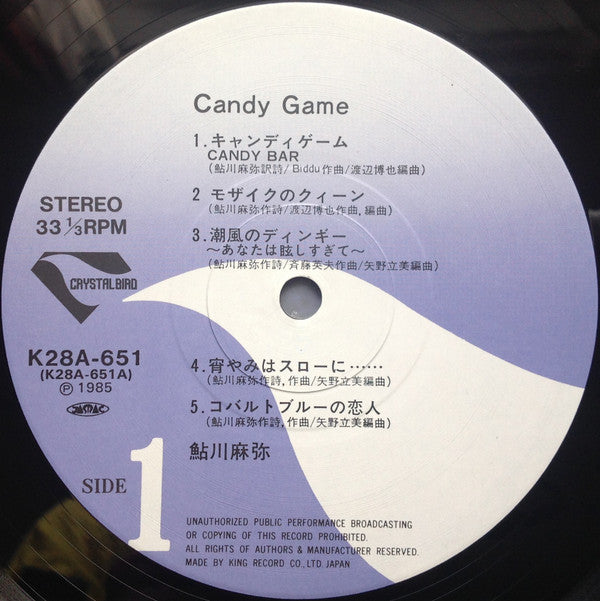 Candy Game
1.キャンディゲーム
CANDY BAR
(鮎川麻弥訳詩/Biddu作曲/渡辺博也編曲)
2 モザイクのクィーン
(鮎川麻弥作詩/渡辺博也作曲,編曲)
3.潮風のディンギー
〜あなたは眩しすぎて〜
(鮎川麻弥作詩/斉藤英夫作曲/矢野立美編曲)
STEREO
33 1/3 RPM
CRYSTAL BIRD
K28A-651
(K28A-651A)
Ⓟ 1985
JASRAC
4.宵やみはスローに……
(鮎川麻弥作詩,作曲/矢野立美編曲)
5.コバルトブルーの恋人
(鮎川麻弥作詩,作曲/矢野立美編曲)
鮎川麻弥
SIDE 1
UNAUTHORIZED PUBLIC PERFORMANCE BROADCASTING
OR COPYING OF THIS RECORD PROHIBITED.
ALL RIGHTS OF AUTHORS & MANUFACTURER RESERVED.
MADE BY KING RECORD CO.,LTD JAPAN